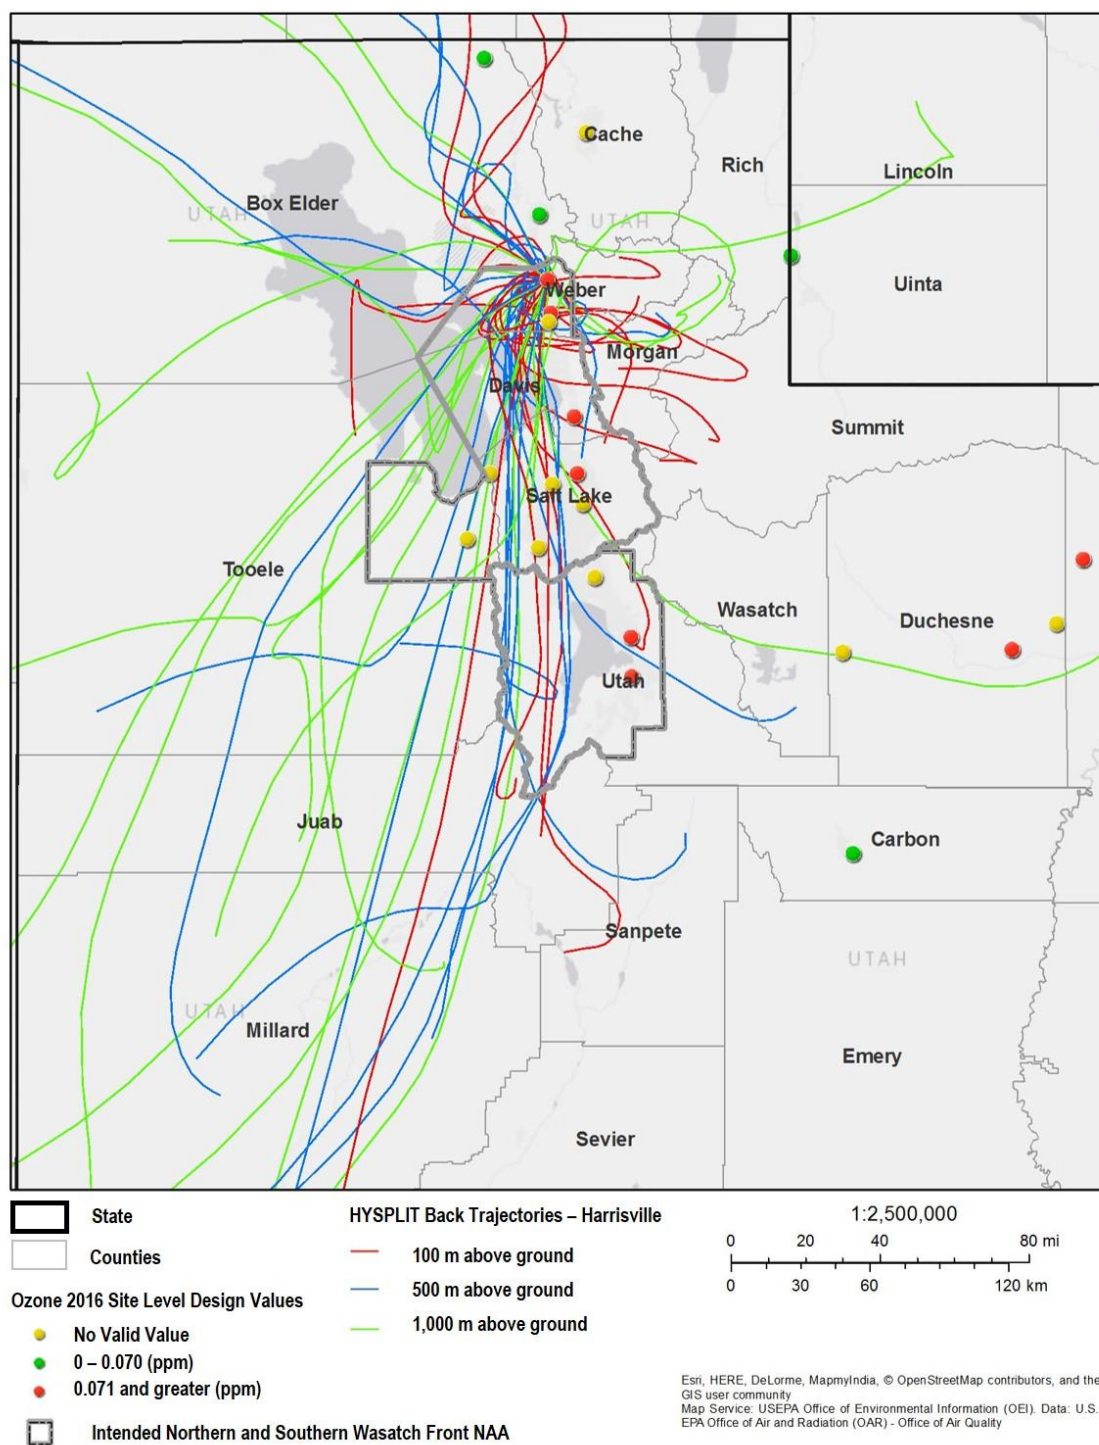 Cache
Rich
Lincoln
Box Elder
UTAH
UTAH
Uinta
Weber
Morgan
Davis
Summit
Salt Lake
Tooele
Wasatch
Duchesne
Utah
Juab
Carbon
Sanpete
UTAH
UTAH
Millard
Emery
Sevier
State
Counties
Ozone 2016 Site Level Design Values
No Valid Value
0 – 0.070 (ppm)
0.071 and greater (ppm)
Intended Northern and Southern Wasatch Front NAA
HYSPLIT Back Trajectories – Harrisville
100 m above ground
500 m above ground
1,000 m above ground
1:2,500,000
0 20 40 80 mi
0 30 60 120 km
Esri, HERE, DeLorme, MapmyIndia, © OpenStreetMap contributors, and the
GIS user community
Map Service: USEPA Office of Environmental Information (OEI). Data: U.S.
EPA Office of Air and Radiation (OAR) - Office of Air Quality